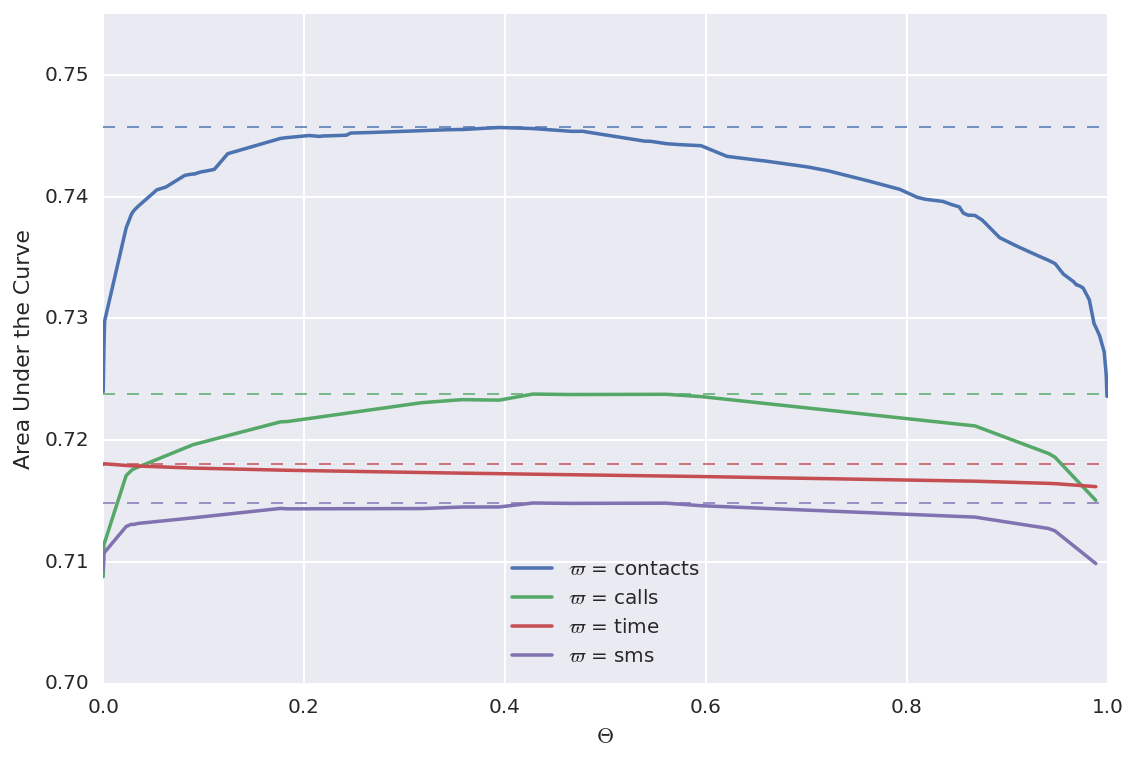 0.75
0.74
0.73
0.72
0.71
0.70
Area Under the Curve
ϖ = contacts
ϖ = calls
ϖ = time
ϖ = sms
0.0 0.2 0.4 0.6 0.8 1.0
Θ